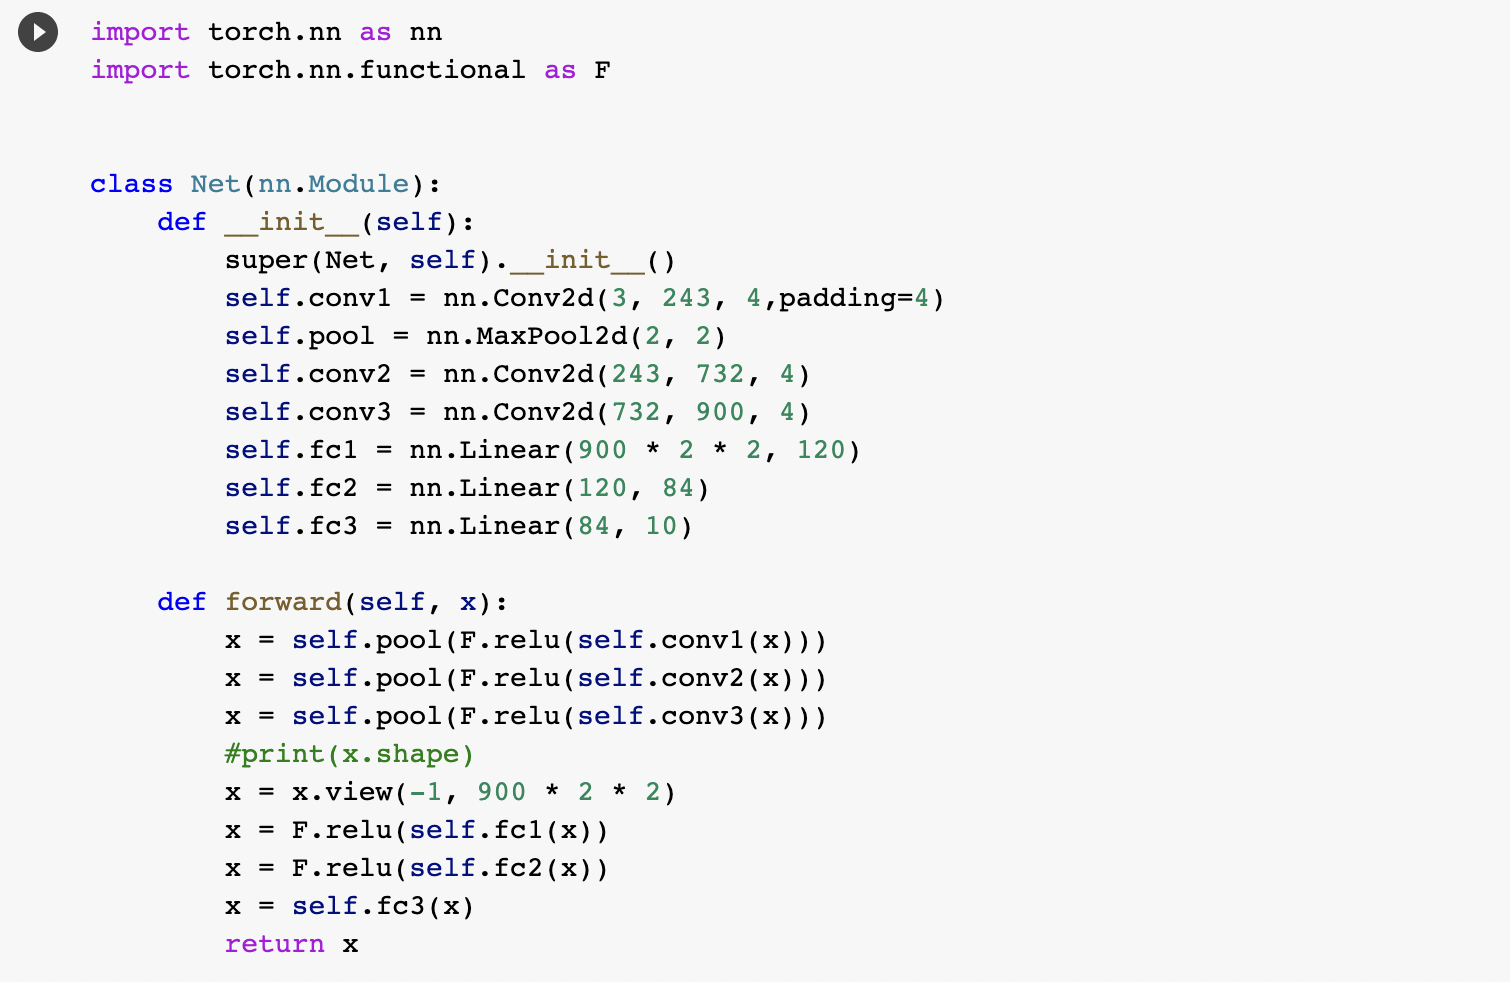 import torch.nn as nn
import torch.nn.functional as F
class Net(nn.Module):
    def __init__(self):
        super(Net, self).__init__()
        self.conv1 = nn.Conv2d(3, 243, 4,padding=4)
        self.pool = nn.MaxPool2d(2, 2)
        self.conv2 = nn.Conv2d(243, 732, 4)
        self.conv3 = nn.Conv2d(732, 900, 4)
        self.fc1 = nn.Linear(900 * 2 * 2, 120)
        self.fc2 = nn.Linear(120, 84)
        self.fc3 = nn.Linear(84, 10)
    def forward(self, x):
        x = self.pool(F.relu(self.conv1(x)))
        x = self.pool(F.relu(self.conv2(x)))
        x = self.pool(F.relu(self.conv3(x)))
        #print(x.shape)
        x = x.view(-1, 900 * 2 * 2)
        x = F.relu(self.fc1(x))
        x = F.relu(self.fc2(x))
        x = self.fc3(x)
        return x